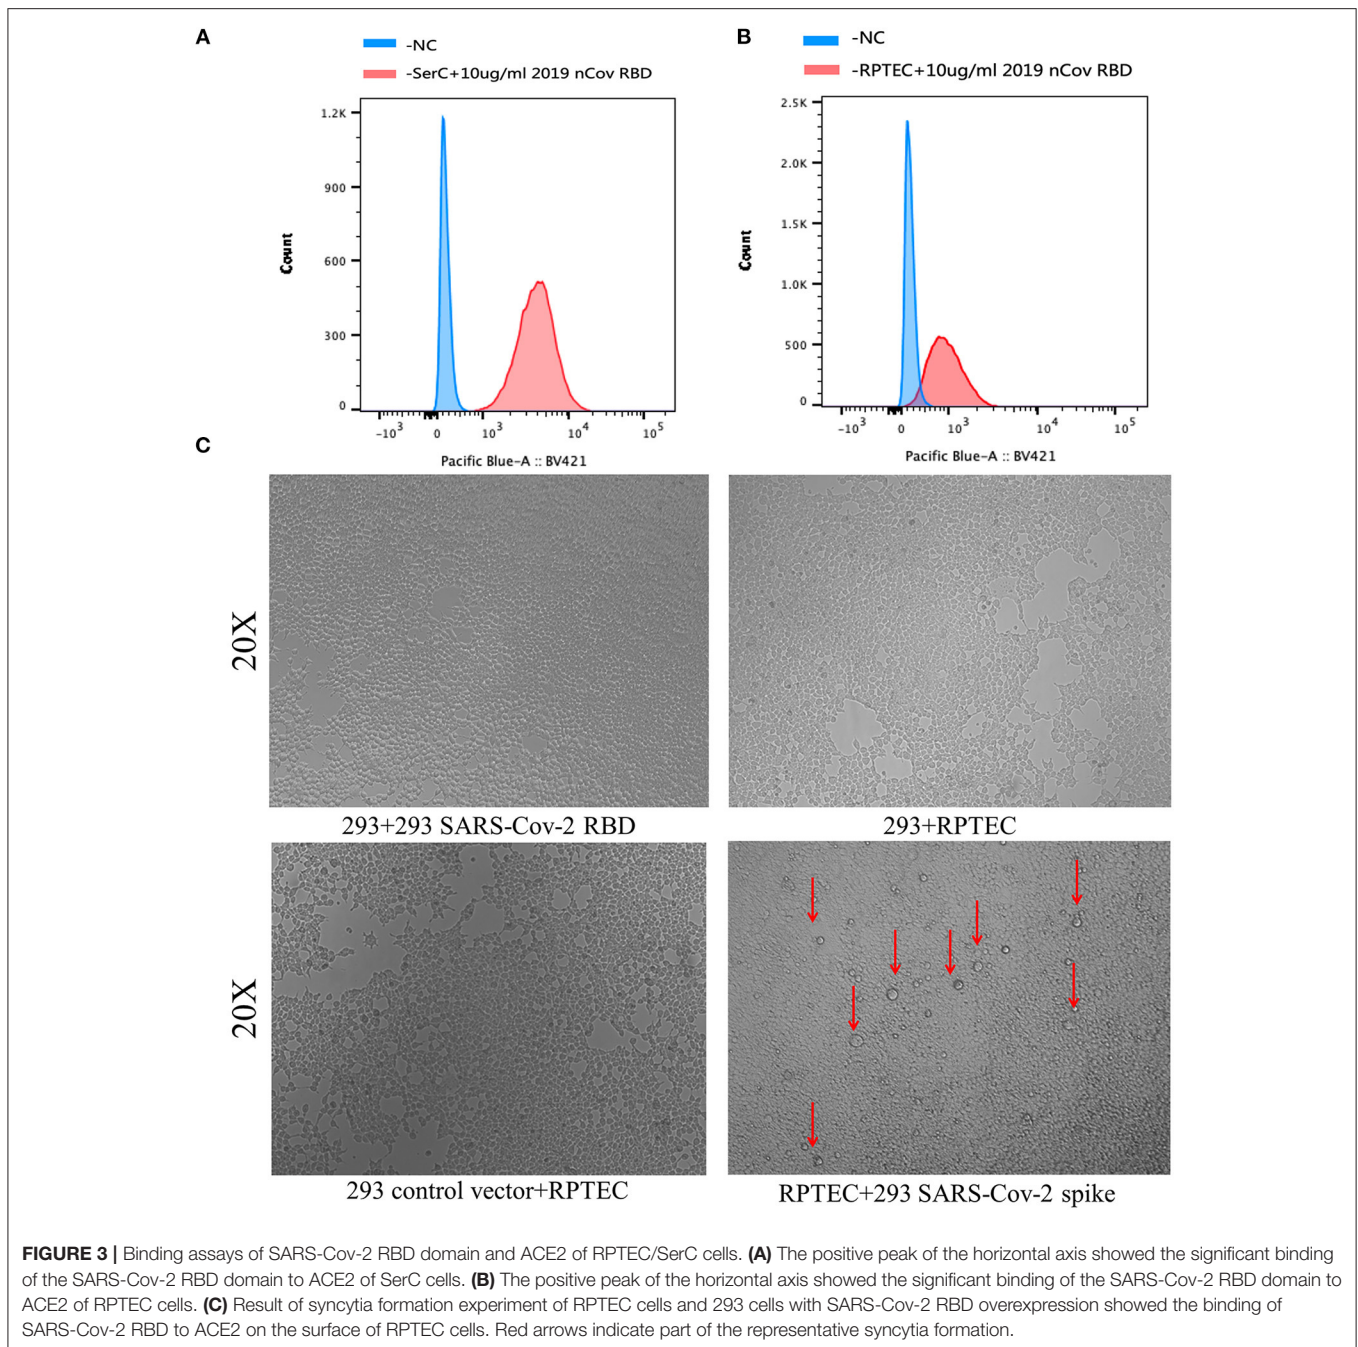 A
-NC
-SerC+10ug/ml 2019 nCov RBD
1.2K
900
600
300
0
Count
-10³ 0 10³ 10⁴ 10⁵
Pacific Blue-A :: BV421
B
-NC
-RPTEC+10ug/ml 2019 nCov RBD
2.5K
2.0K
1.5K
1.0K
500
0
Count
-10³ 0 10³ 10⁴ 10⁵
Pacific Blue-A :: BV421
C
20X
293+293 SARS-Cov-2 RBD
293+RPTEC
20X
293 control vector+RPTEC
RPTEC+293 SARS-Cov-2 spike
FIGURE 3 | Binding assays of SARS-Cov-2 RBD domain and ACE2 of RPTEC/SerC cells. (A) The positive peak of the horizontal axis showed the significant binding
of the SARS-Cov-2 RBD domain to ACE2 of SerC cells. (B) The positive peak of the horizontal axis showed the significant binding of the SARS-Cov-2 RBD domain to
ACE2 of RPTEC cells. (C) Result of syncytia formation experiment of RPTEC cells and 293 cells with SARS-Cov-2 RBD overexpression showed the binding of
SARS-Cov-2 RBD to ACE2 on the surface of RPTEC cells. Red arrows indicate part of the representative syncytia formation.